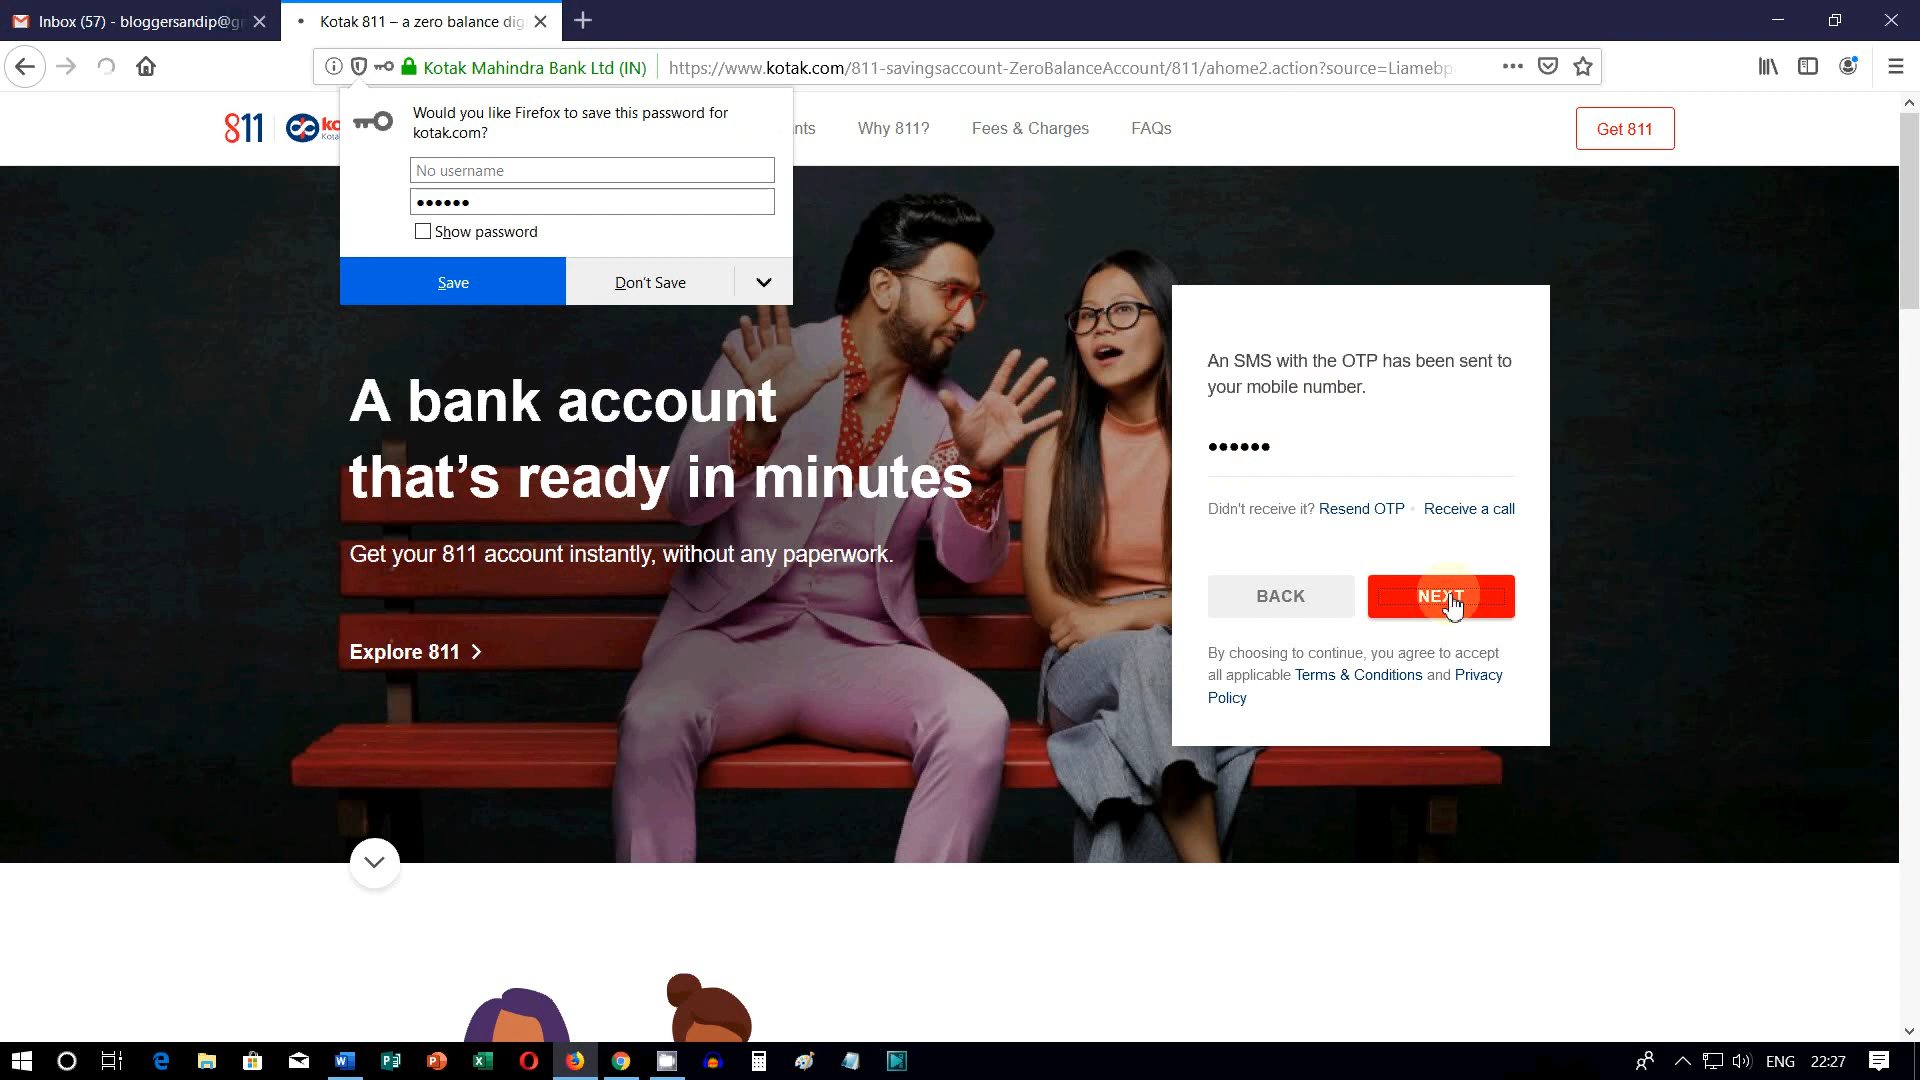 Inbox (57) - bloggersandip@g
Kotak 811 – a zero balance dig
Kotak Mahindra Bank Ltd (IN)
https://www.kotak.com/811-savingsaccount-ZeroBalanceAccount/811/ahome2.action?source=Liamebp
Would you like Firefox to save this password for
kotak.com?
No username
••••••
Show password
Save
Don't Save
811
ko
Kotak
nts
Why 811?
Fees & Charges
FAQs
Get 811
A bank account
that's ready in minutes
Get your 811 account instantly, without any paperwork.
Explore 811
An SMS with the OTP has been sent to
your mobile number.
••••••
Didn't receive it? Resend OTP • Receive a call
BACK
NEXT
By choosing to continue, you agree to accept
all applicable Terms & Conditions and Privacy
Policy
ENG
22:27